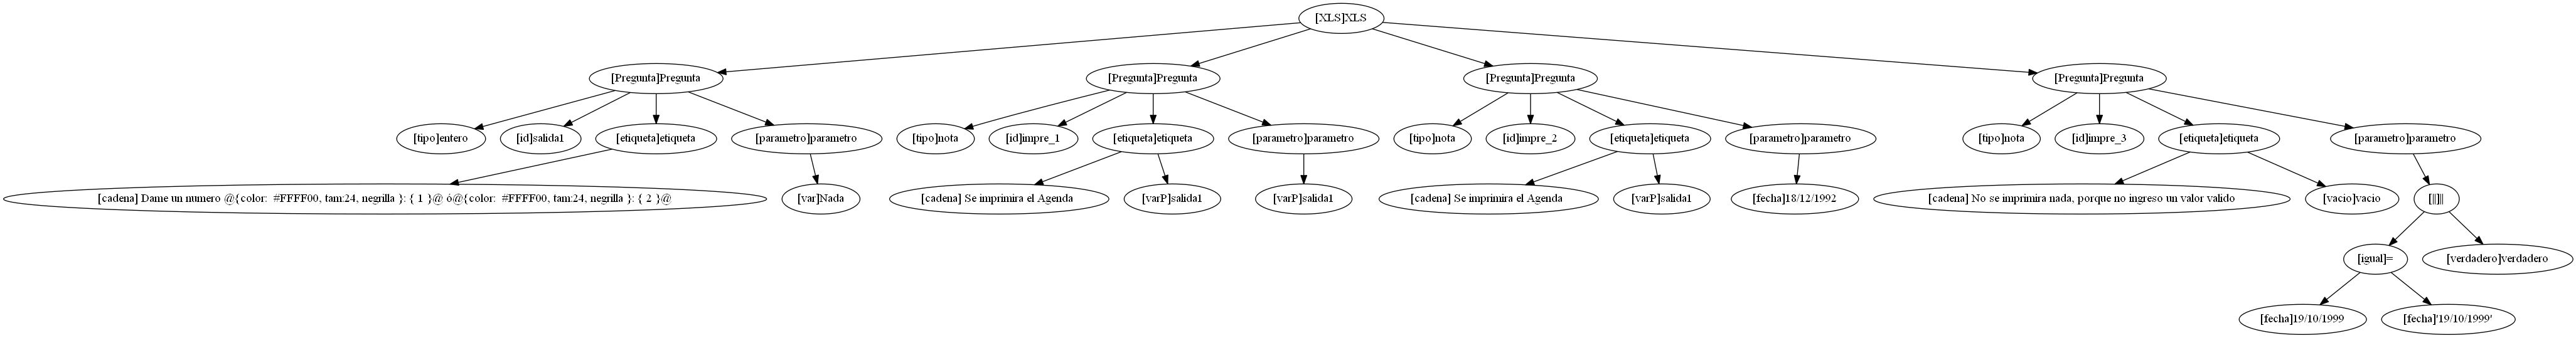 [XLS]XLS
[Pregunta]Pregunta
[Pregunta]Pregunta
[Pregunta]Pregunta
[Pregunta]Pregunta
[tipo]entero
[id]salida1
[etiqueta]etiqueta
[parametro]parametro
[tipo]nota
[id]impre_1
[etiqueta]etiqueta
[parametro]parametro
[tipo]nota
[id]impre_2
[etiqueta]etiqueta
[parametro]parametro
[tipo]nota
[id]impre_3
[etiqueta]etiqueta
[parametro]parametro
[cadena] Dame un numero @{color:  #FFFF00, tam:24, negrilla }: { 1 }@ ó@{color:  #FFFF00, tam:24, negrilla }: { 2 }@
[var]Nada
[cadena] Se imprimira el Agenda
[varP]salida1
[varP]salida1
[cadena] Se imprimira el Agenda
[varP]salida1
[fecha]18/12/1992
[cadena] No se imprimira nada, porque no ingreso un valor valido
[vacio]vacio
[||]||
[igual]=
[verdadero]verdadero
[fecha]19/10/1999
[fecha]'19/10/1999'